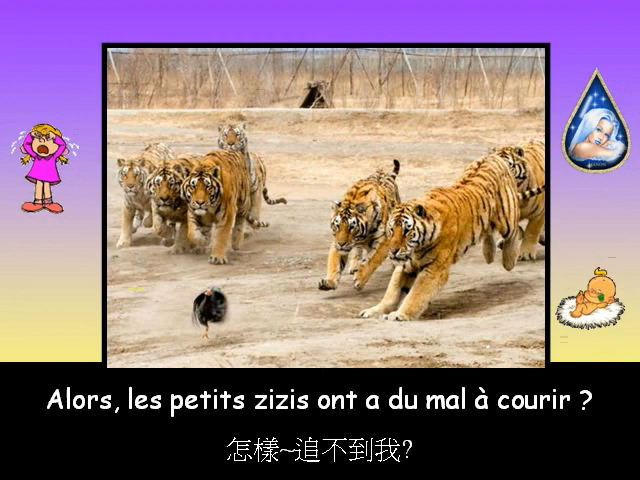 Alors, les petits zizis ont a du mal à courir ?
怎樣~追不到我?